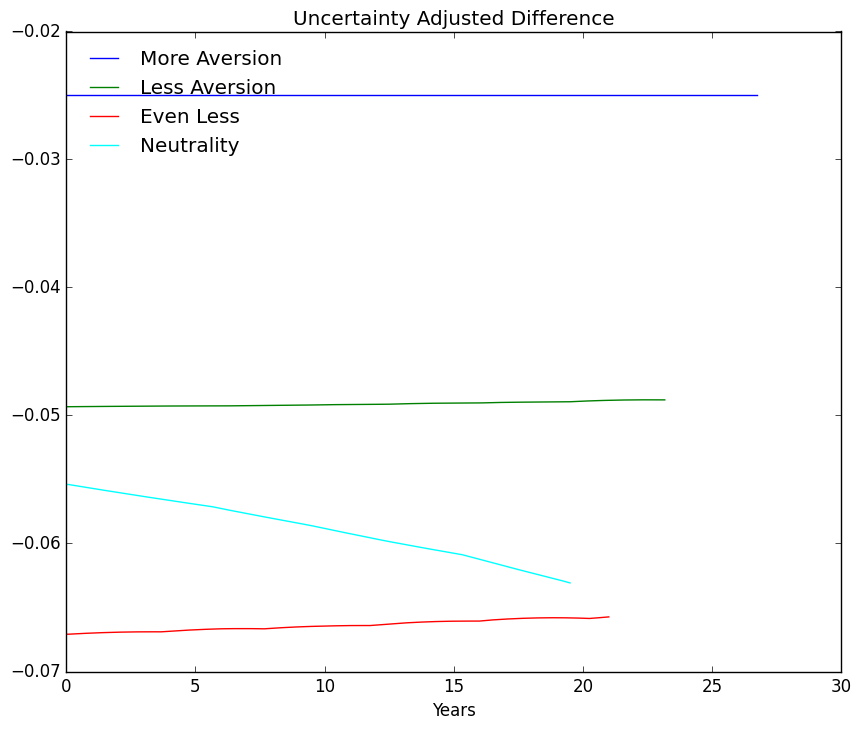 Uncertainty Adjusted Difference
−0.02
More Aversion
Less Aversion
Even Less
Neutrality
−0.03
−0.04
−0.05
−0.06
−0.07
0 5 10 15 20 25 30
Years